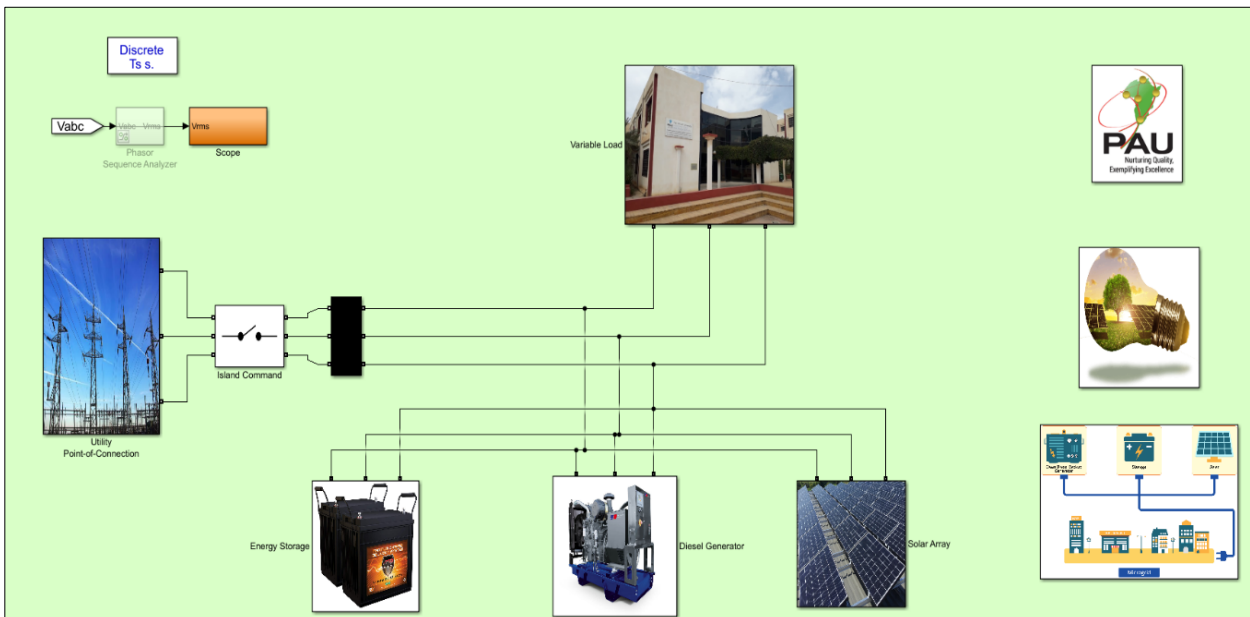 Discrete
Ts s.
Vabc
Vabc
Vrms
Vrms
Phasor
Sequence Analyzer
Scope
Variable Load
PAU
Nurturing Quality,
Exemplifying Excellence
Island Command
Utility
Point-of-Connection
Energy Storage
Diesel Generator
Solar Array
Storage